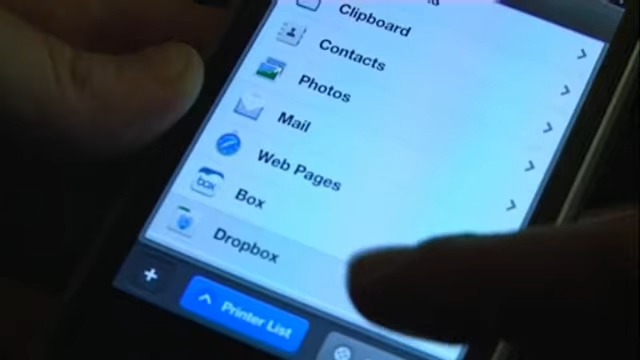 Clipboard
Contacts
Photos
Mail
Web Pages
box
Box
Dropbox
+
Printer List